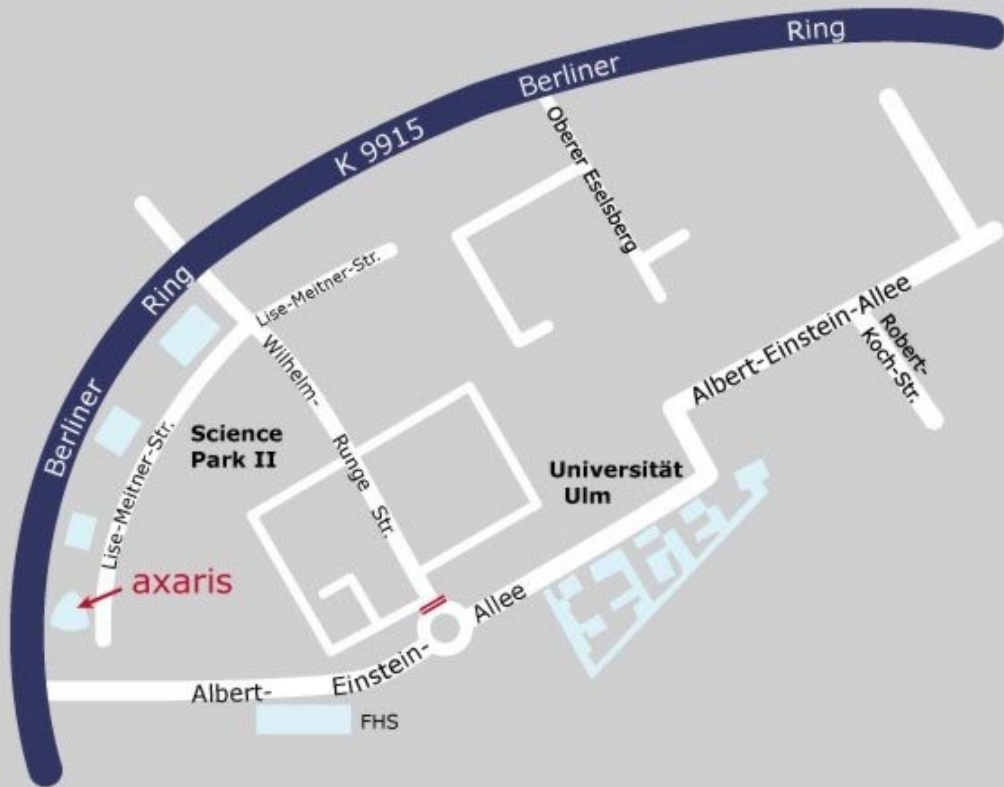 Berliner Ring
K 9915
Oberer Eselsberg
Berliner Ring
Lise-Meitner-Str.
Wilhelm-
Runge Str.
Albert-Einstein-Allee
Robert-
Koch-Str.
Science
Park II
Lise-Meitner-Str.
Universität
Ulm
axaris
Albert-Einstein-Allee
FHS